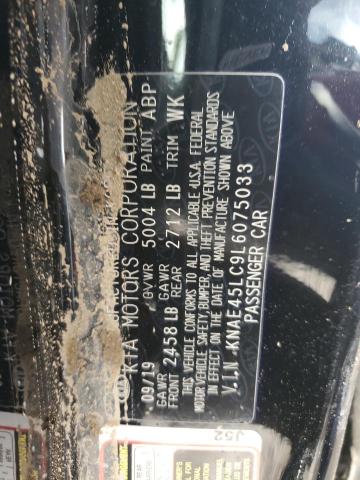 KIA MOTORS CORPORATION
09/19 GVWR 5004 LB PAINT ABP
GAWR FRONT 2458 LB GAWR REAR 2712 LB TRIM WK
THIS VEHICLE CONFORMS TO ALL APPLICABLE U.S.A. FEDERAL
MOTOR VEHICLE SAFETY, BUMPER, AND THEFT PREVENTION STANDARDS
IN EFFECT ON THE DATE OF MANUFACTURE SHOWN ABOVE
V.I.N KNAE45LC9L6075033
PASSENGER CAR
J52